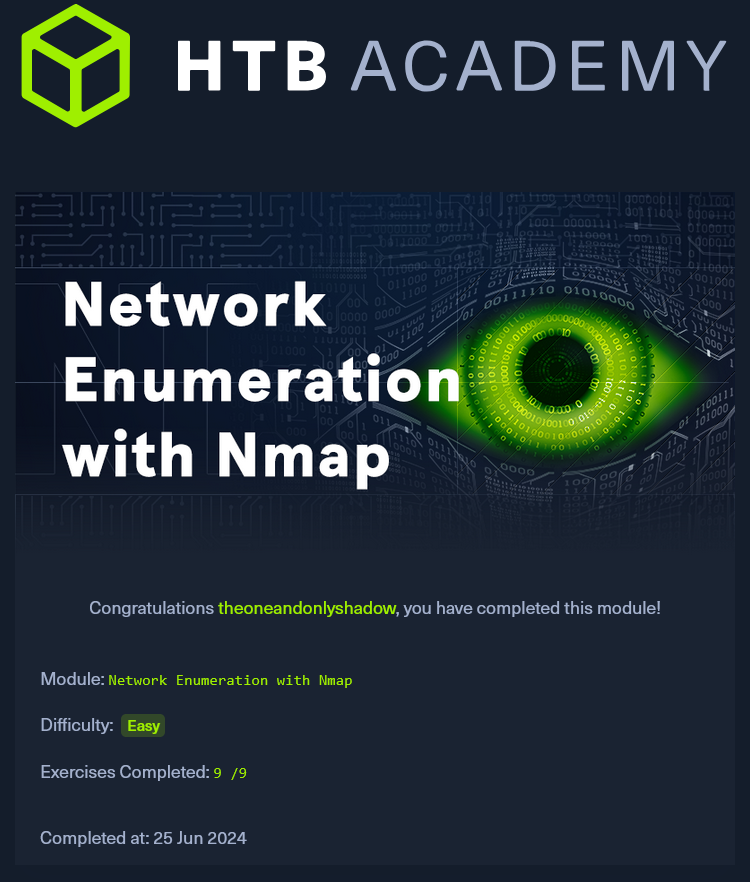 HTB ACADEMY
Network
Enumeration
with Nmap
Congratulations theoneandonlyshadow, you have completed this module!
Module: Network Enumeration with Nmap
Difficulty: Easy
Exercises Completed: 9 /9
Completed at: 25 Jun 2024